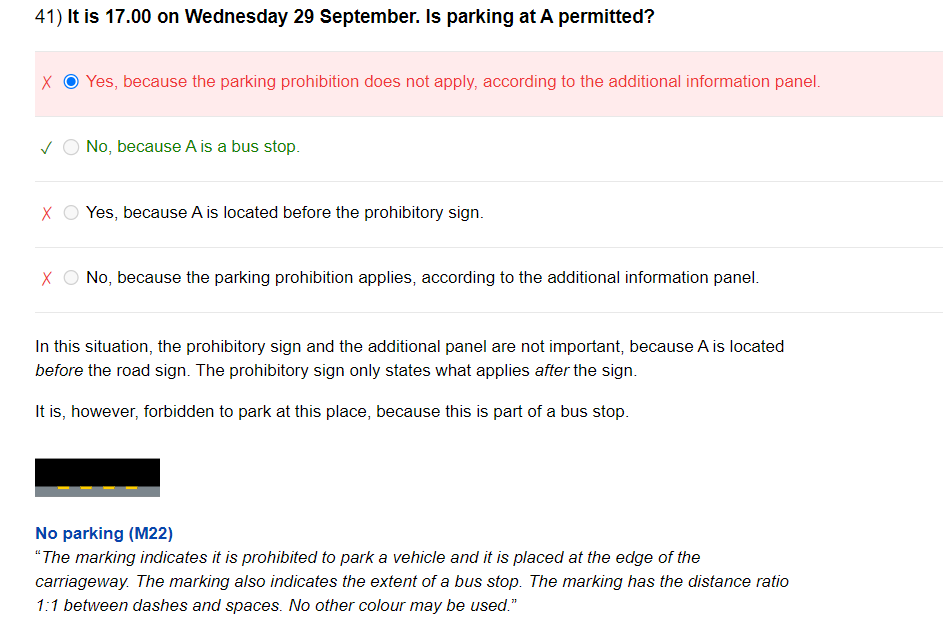 41) It is 17.00 on Wednesday 29 September. Is parking at A permitted?
Yes, because the parking prohibition does not apply, according to the additional information panel.
No, because A is a bus stop.
Yes, because A is located before the prohibitory sign.
No, because the parking prohibition applies, according to the additional information panel.
In this situation, the prohibitory sign and the additional panel are not important, because A is located
before the road sign. The prohibitory sign only states what applies after the sign.
It is, however, forbidden to park at this place, because this is part of a bus stop.
No parking (M22)
“The marking indicates it is prohibited to park a vehicle and it is placed at the edge of the
carriageway. The marking also indicates the extent of a bus stop. The marking has the distance ratio
1:1 between dashes and spaces. No other colour may be used.”